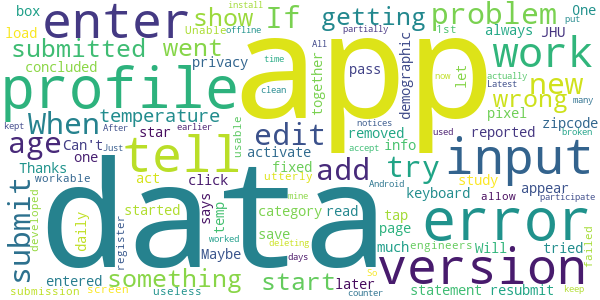 box enter show If getting problem One put
load install
Unable offline All partially 1st
submitted went privacy app always JHU work
concluded together demographic let
profile pass time now actually Latest
temperature clean many
kept After Just earlier star removed pixel new wrong
When edit notices reported zipcode
age Can't one usable activate fixed info used accept broken
Thanks tell add try input
workable act click appear
submit developed daily started says utterly mine category read keyboard tap study Android allow participate
register temp save page Will tried error
something data Maybe much engineers failed
entered worked deleting days start later version
submission screen useless counter statement resubmit So keep